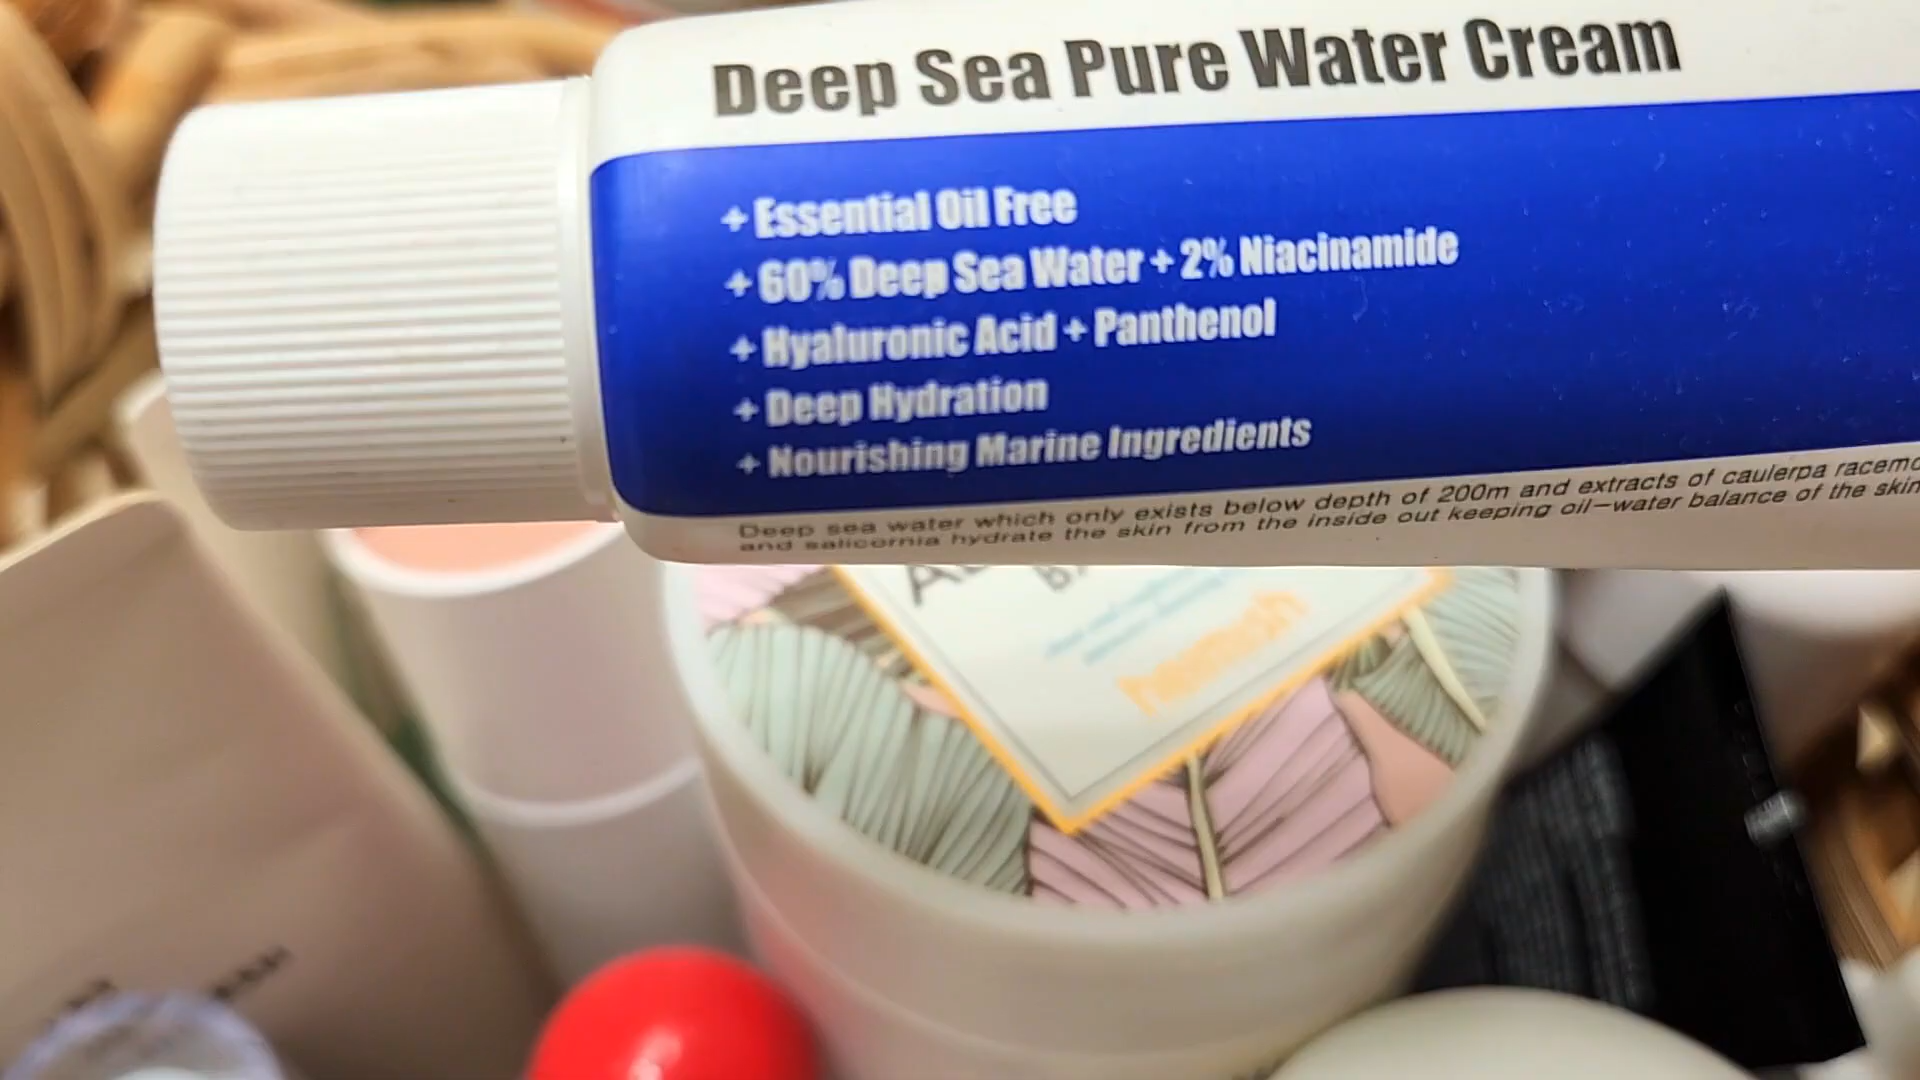 Deep Sea Pure Water Cream
+ Essential Oil Free
+ 60% Deep Sea Water + 2% Niacinamide
+ Hyaluronic Acid + Panthenol
+ Deep Hydration
+ Nourishing Marine Ingredients
Deep sea water which only exists below depth of 200m and extracts of caulerpa racemo
and salicornia hydrate the skin from the inside out keeping oil-water balance of the skin
heimish